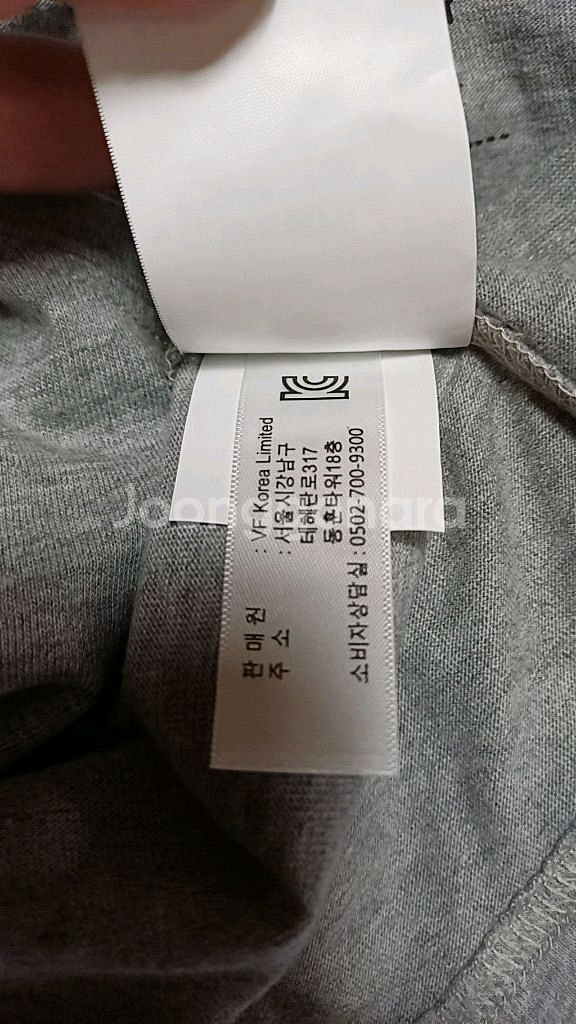 판 매 원 : VF Korea Limited
주 소 : 서울시강남구
테헤란로317
동훈타워18층
소비자상담실 : 0502-700-9300
Joonggonara